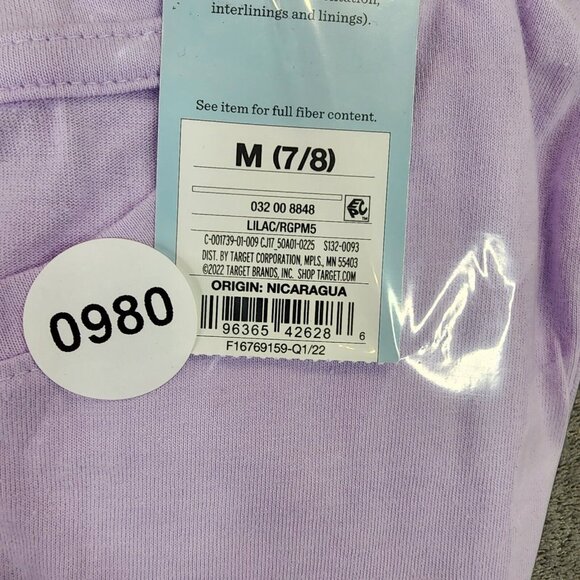 interlinings and linings).
See item for full fiber content.
M (7/8)
032 00 8848
LILAC/RGPM5
C-001739-01-009 CJ17_50A01-0225 S132-0093
DIST. BY TARGET CORPORATION, MPLS., MN 55403
©2022 TARGET BRANDS, INC. SHOP TARGET.COM
ORIGIN: NICARAGUA
96365 42628 6
F16769159-Q1/22
0980